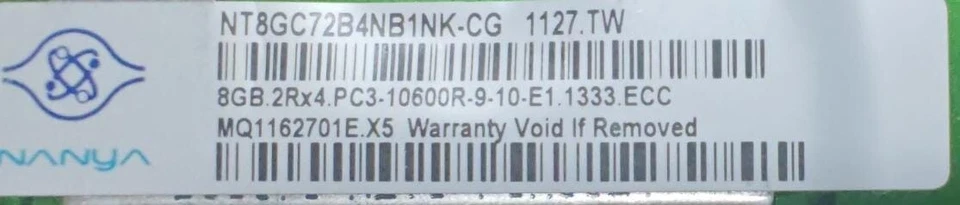 NT8GC72B4NB1NK-CG 1127.TW
8GB.2Rx4.PC3-10600R-9-10-E1.1333.ECC
MQ1162701E.X5 Warranty Void If Removed
NANYA